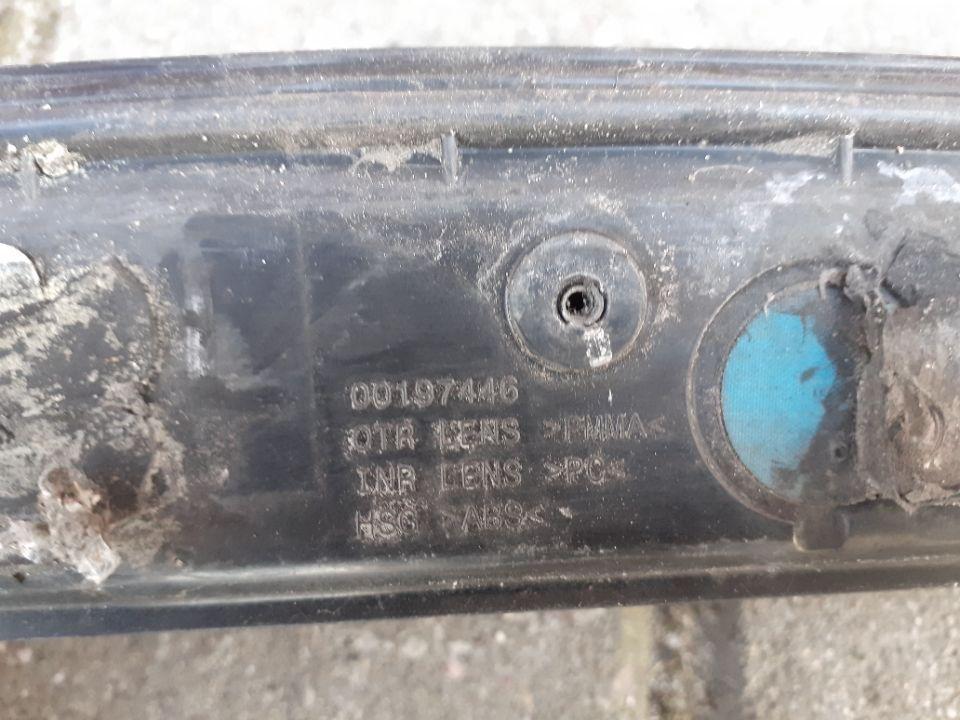 00197446
OTR LENS >PMMA<
INR LENS >PC<
HSG >ABS<